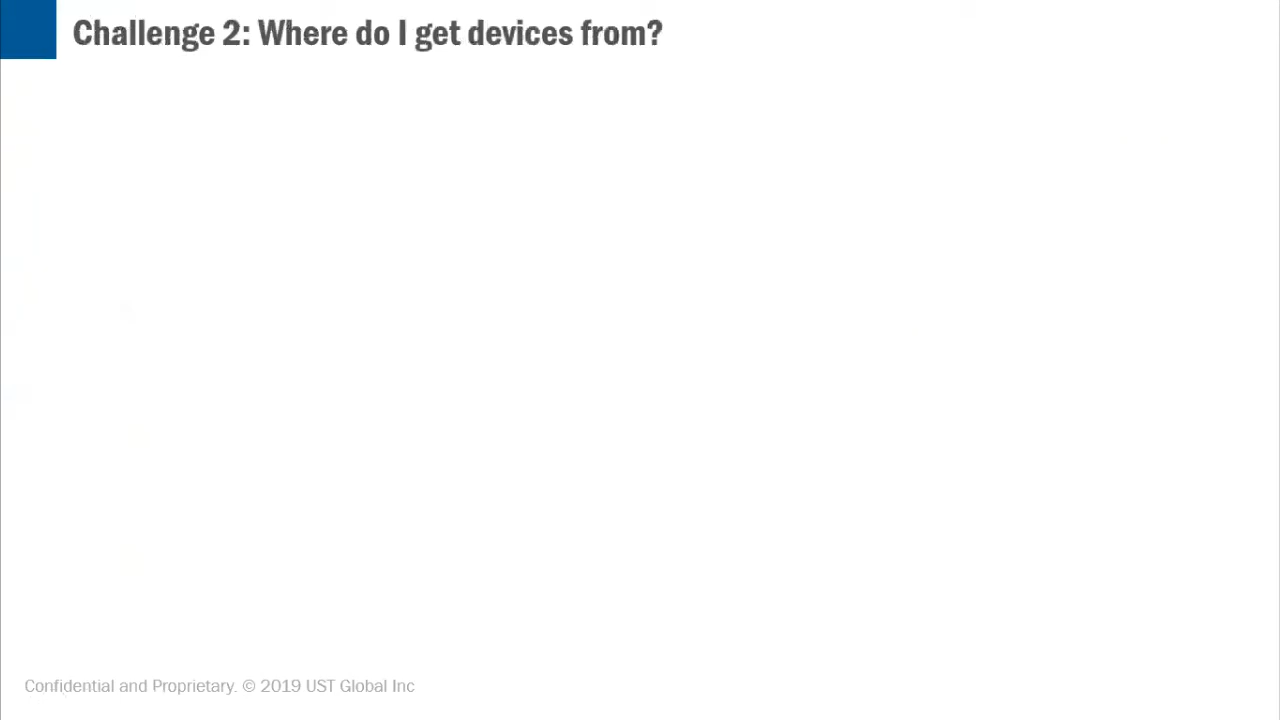 Challenge 2: Where do I get devices from?
Confidential and Proprietary. © 2019 UST Global Inc